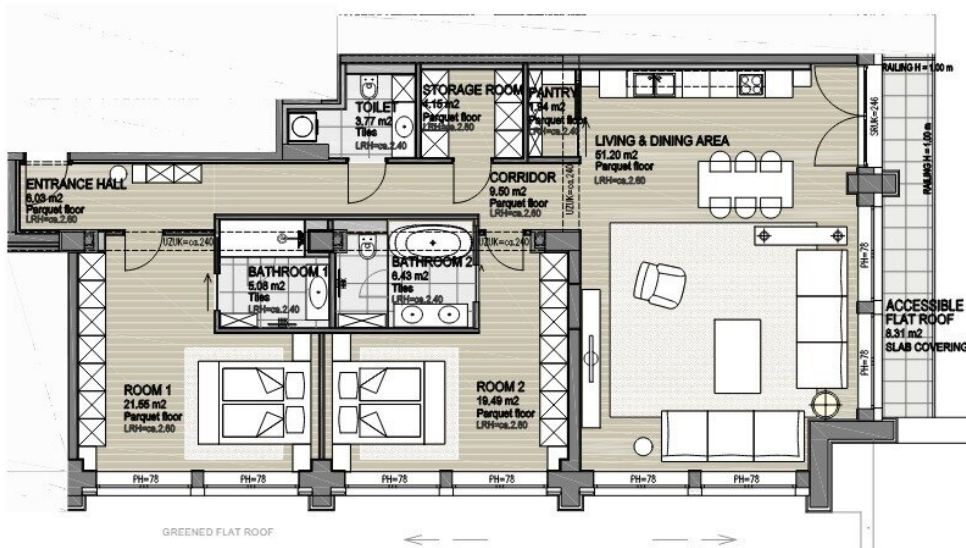 RAILING H = 1,00 m
TOILET
3.77 m2
Tiles
LRH=ca.2.40
STORAGE ROOM
4.15 m2
Parquet floor
LRH=ca.2.60
PANTRY
1.94 m2
Parquet floor
LRH=ca.2.40
SRUK=246
RAILING H = 1,00 m
LIVING & DINING AREA
51.20 m2
Parquet floor
LRH=ca.2.60
ENTRANCE HALL
6.03 m2
Parquet floor
LRH=ca.2.60
CORRIDOR
9.50 m2
Parquet floor
LRH=ca.2.60
UZUK=ca.240
UZUK=ca.240
UZUK=ca.240
BATHROOM 1
5.08 m2
Tiles
LRH=ca.2.40
BATHROOM 2
6.43 m2
Tiles
LRH=ca.2.40
PH=78
PH=78
ACCESSIBLE
FLAT ROOF
8.31 m2
SLAB COVERING
ROOM 1
21.55 m2
Parquet floor
LRH=ca.2.60
ROOM 2
19.49 m2
Parquet floor
LRH=ca.2.60
PH=78
PH=78
PH=78
PH=78
PH=78
PH=78
GREENED FLAT ROOF